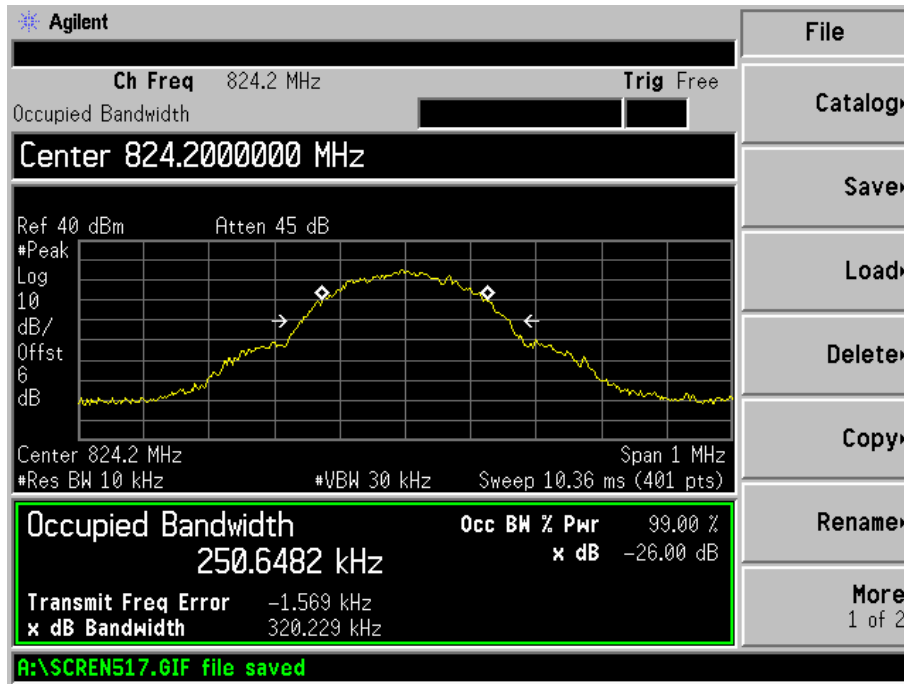 Agilent
File
Ch Freq 824.2 MHz Trig Free
Occupied Bandwidth
Catalog
Center 824.2000000 MHz
Save
Ref 40 dBm Atten 45 dB
#Peak
Log
10
dB/
Offst
6
dB
Load
Delete
Copy
Center 824.2 MHz Span 1 MHz
#Res BW 10 kHz #VBW 30 kHz Sweep 10.36 ms (401 pts)
Occupied Bandwidth Occ BW % Pwr 99.00 %
250.6482 kHz x dB -26.00 dB
Rename
Transmit Freq Error -1.569 kHz
x dB Bandwidth 320.229 kHz
More
1 of 2
A:\SCREN517.GIF file saved